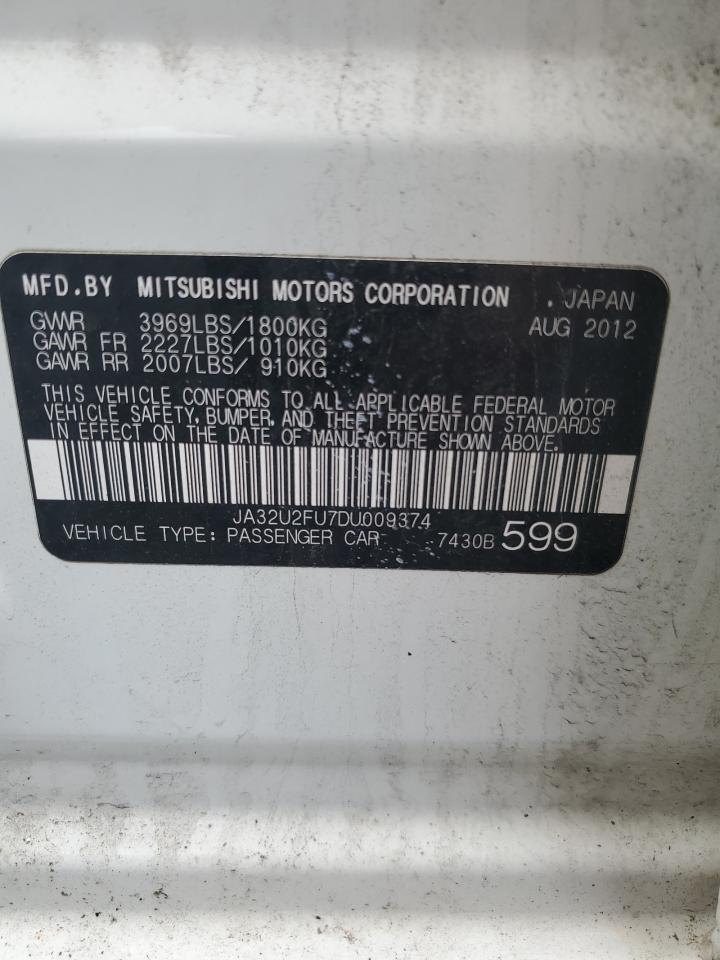 MFD.BY MITSUBISHI MOTORS CORPORATION . JAPAN
GVWR 3969LBS/1800KG AUG 2012
GAWR FR 2227LBS/1010KG
GAWR RR 2007LBS/ 910KG
THIS VEHICLE CONFORMS TO ALL APPLICABLE FEDERAL MOTOR
VEHICLE SAFETY, BUMPER, AND THEFT PREVENTION STANDARDS
IN EFFECT ON THE DATE OF MANUFACTURE SHOWN ABOVE.
JA32U2FU7DU009374
VEHICLE TYPE: PASSENGER CAR 7430B 599